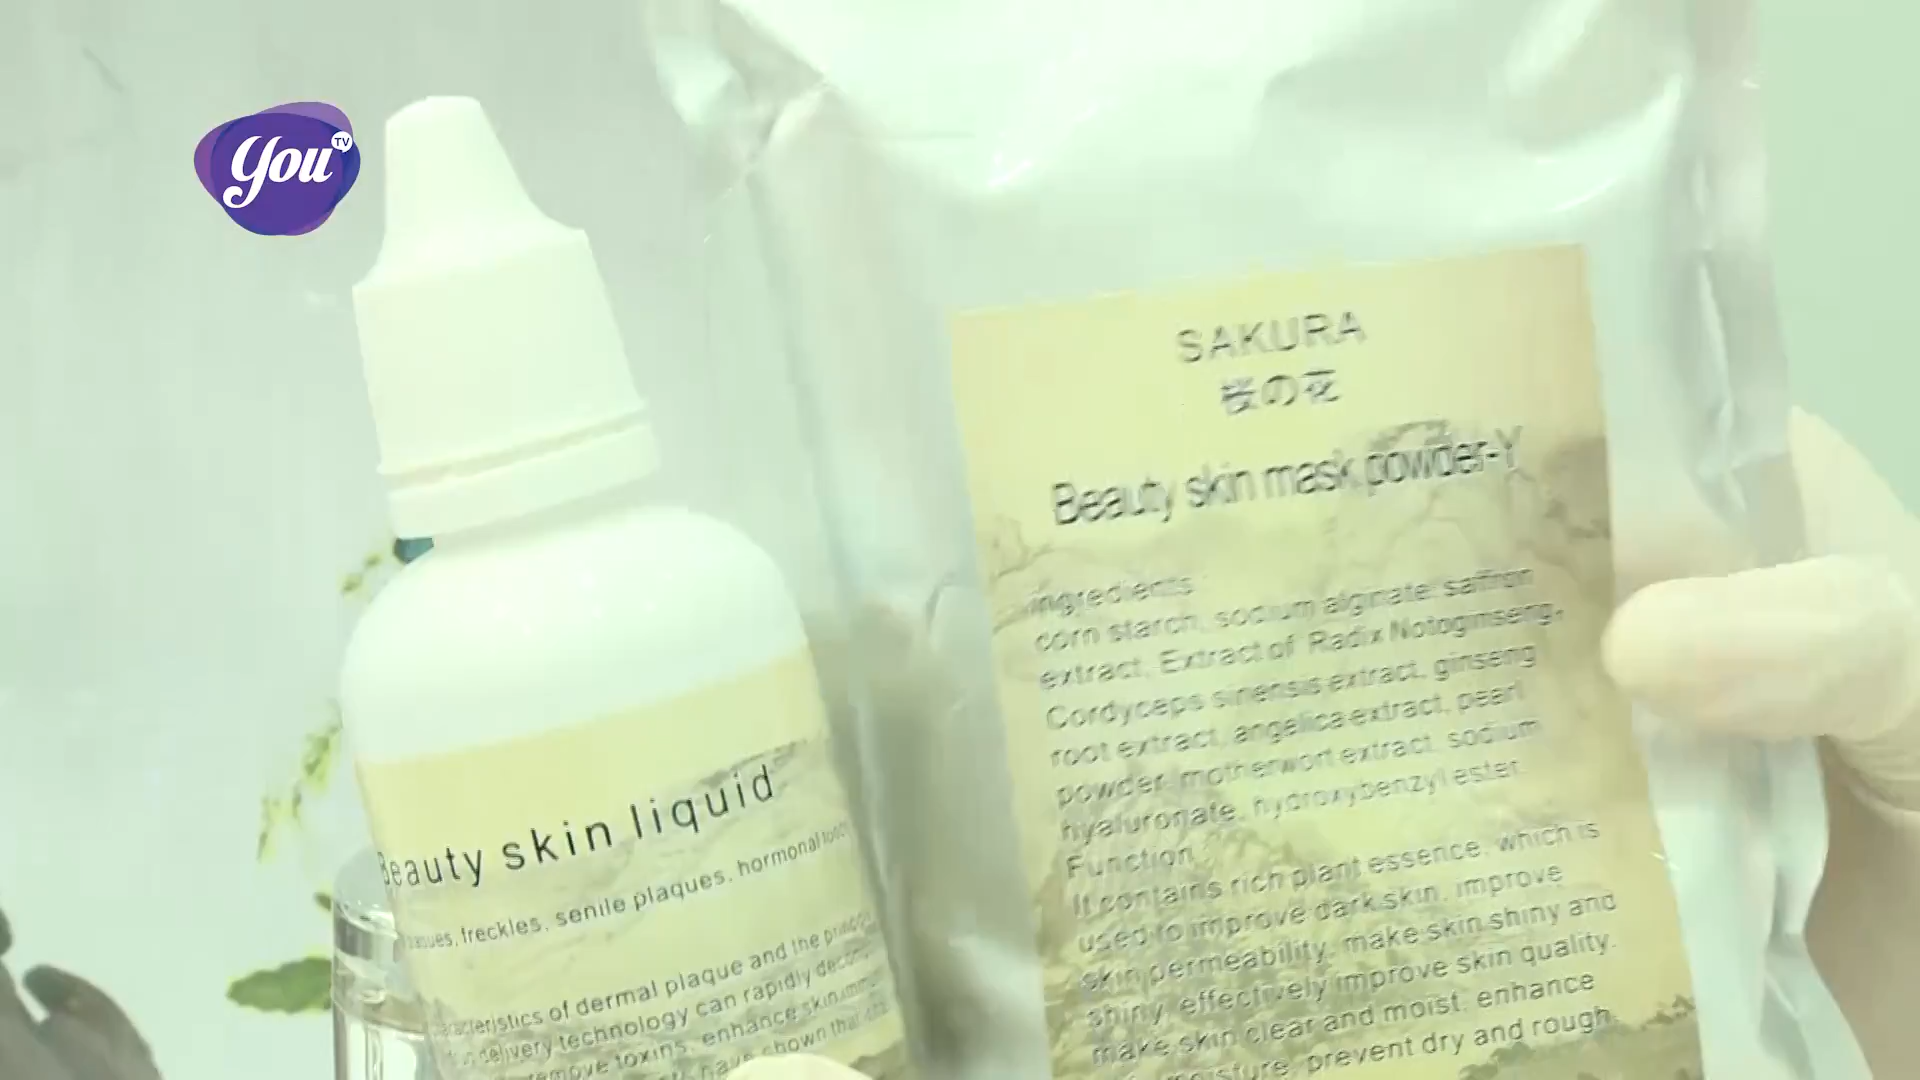 you TV
SAKURA
桜の花
Beauty skin mask powder-Y
ingredients:
corn starch, sodium alginate, saffron
extract, Extract of Radix Notoginseng,
Cordyceps sinensis extract, ginseng
root extract, angelica extract, pearl
powder, motherwort extract, sodium
hyaluronate, hydroxybenzyl ester.
Function
It contains rich plant essence, which is
used to improve dark skin, improve
skin permeability, make skin shiny and
shiny, effectively improve skin quality.
make skin clear and moist, enhance
moisture, prevent dry and rough.
Beauty skin liquid
freckles, senile plaques, hormonal
characteristics of dermal plaque and the
delivery technology can rapidly
remove toxins, enhance skin
have shown that